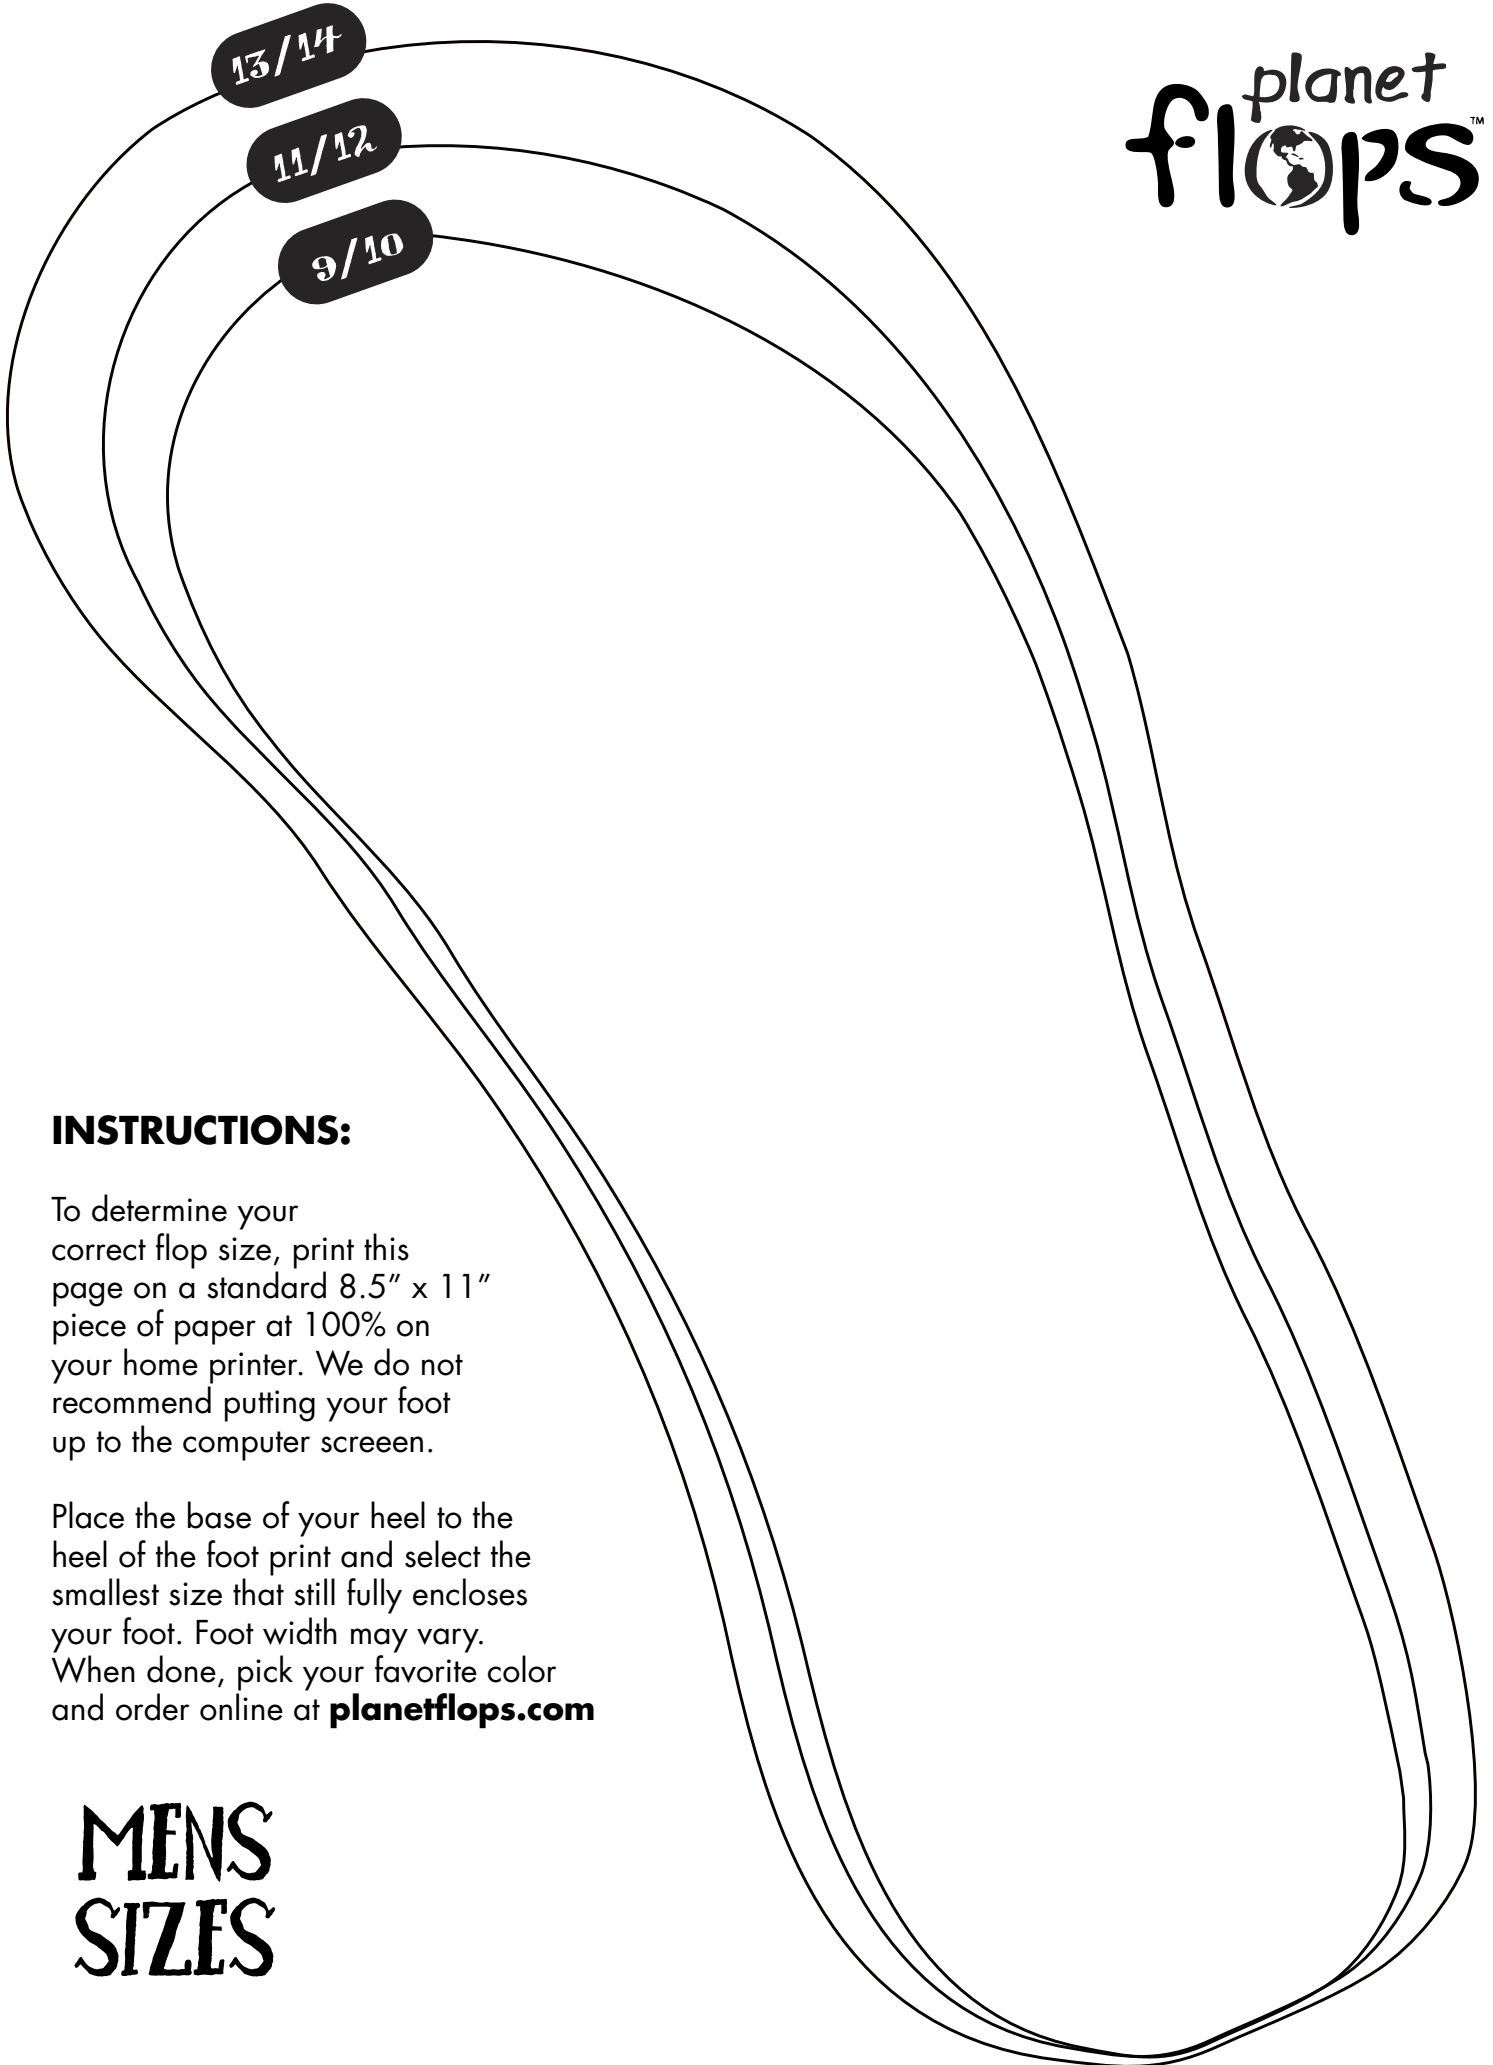 13/14
11/12
9/10
planet
flops™
INSTRUCTIONS:
To determine your
correct flop size, print this
page on a standard 8.5” x 11”
piece of paper at 100% on
your home printer. We do not
recommend putting your foot
up to the computer screeen.
Place the base of your heel to the
heel of the foot print and select the
smallest size that still fully encloses
your foot. Foot width may vary.
When done, pick your favorite color
and order online at planetflops.com
MENS
SIZES